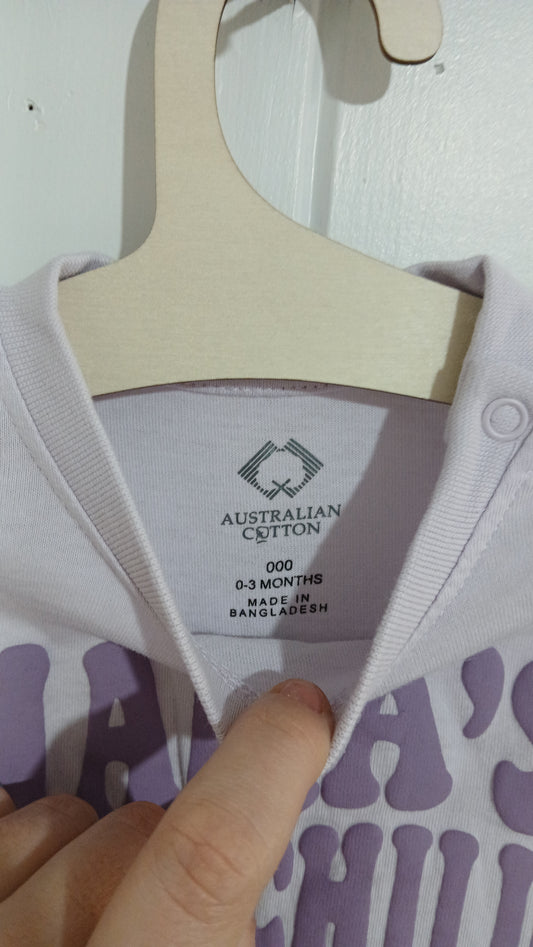 AUSTRALIAN
COTTON
000
0-3 MONTHS
MADE IN
BANGLADESH